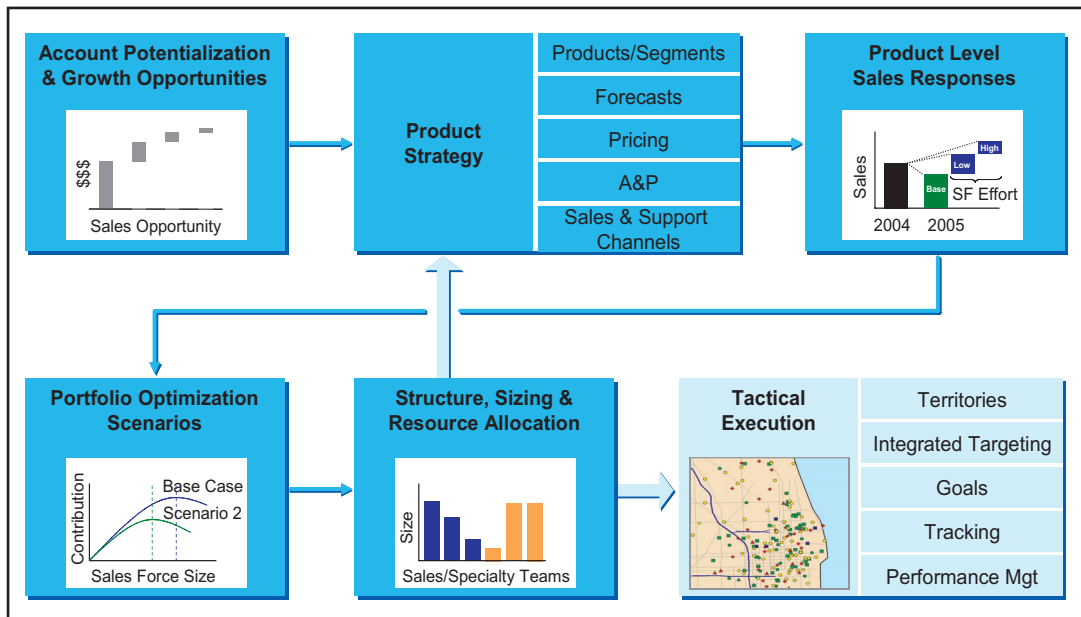 Account Potentialization
& Growth Opportunities
$$$
Sales Opportunity
Product
Strategy
Products/Segments
Forecasts
Pricing
A&P
Sales & Support
Channels
Product Level
Sales Responses
Sales
High
Low
Base
SF Effort
2004 2005
Portfolio Optimization
Scenarios
Contribution
Base Case
Scenario 2
Sales Force Size
Structure, Sizing &
Resource Allocation
Size
Sales/Specialty Teams
Tactical
Execution
Territories
Integrated Targeting
Goals
Tracking
Performance Mgt